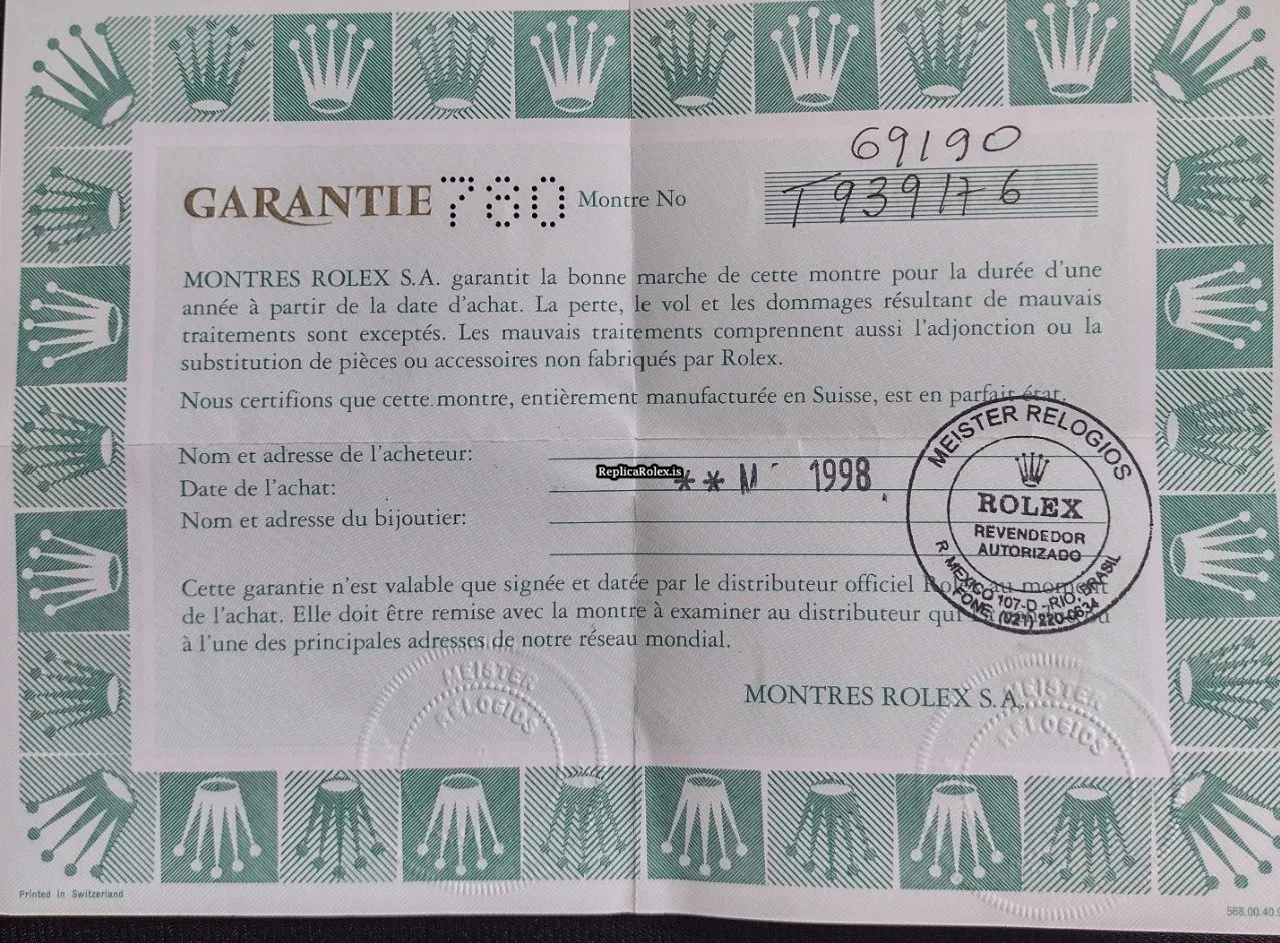 69190
GARANTIE 780 Montre No T939176
MONTRES ROLEX S.A. garantit la bonne marche de cette montre pour la durée d'une
année à partir de la date d'achat. La perte, le vol et les dommages résultant de mauvais
traitements sont exceptés. Les mauvais traitements comprennent aussi l'adjonction ou la
substitution de pièces ou accessoires non fabriqués par Rolex.
Nous certifions que cette montre, entièrement manufacturée en Suisse, est en parfait état.
Nom et adresse de l'acheteur:
ReplicaRolex.is
Date de l'achat: ** M 1998
Nom et adresse du bijoutier:
MEISTER RELOGIOS
ROLEX
REVENDEDOR
AUTORIZADO
R. MEXICO 107-D - RIO, BRASIL
FONE: (021) 220-0634
Cette garantie n'est valable que signée et datée par le distributeur officiel Rolex au moment
de l'achat. Elle doit être remise avec la montre à examiner au distributeur qui
à l'une des principales adresses de notre réseau mondial.
MONTRES ROLEX S.A.
MEISTER
RELOGIOS
MEISTER
RELOGIOS
Printed in Switzerland
568.00.40.